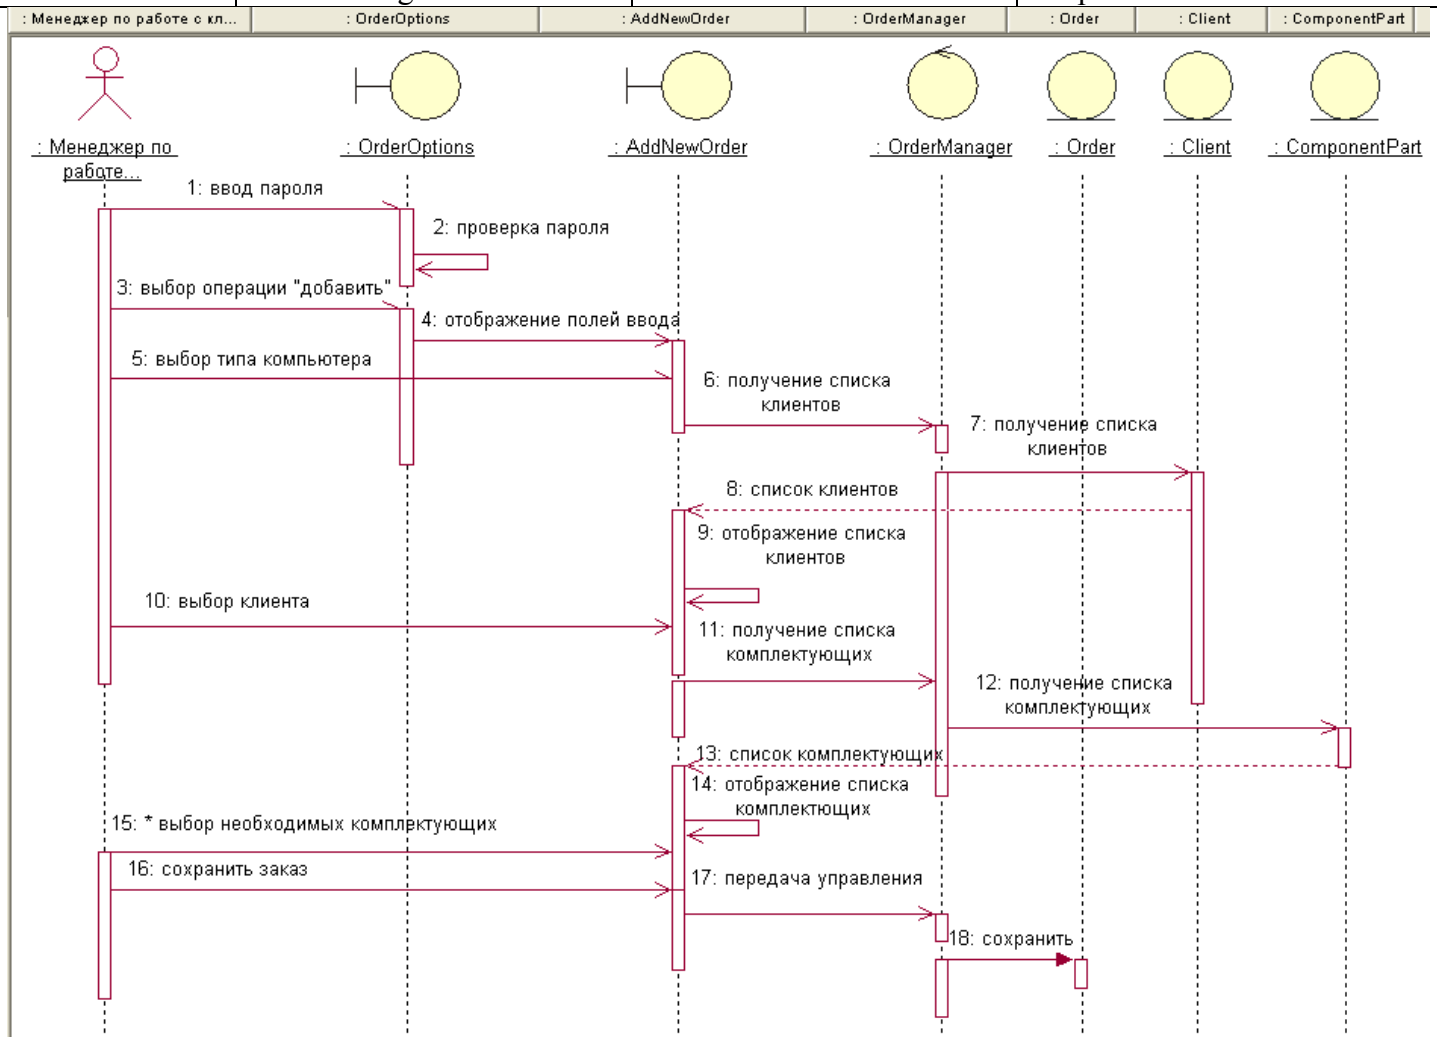 : Менеджер по работе с кл...
: OrderOptions
: AddNewOrder
: OrderManager
: Order
: Client
: ComponentPart
: Менеджер по
работе...
: OrderOptions
: AddNewOrder
: OrderManager
: Order
: Client
: ComponentPart
1: ввод пароля
2: проверка пароля
3: выбор операции "добавить"
4: отображение полей ввода
5: выбор типа компьютера
6: получение списка
клиентов
7: получение списка
клиентов
8: список клиентов
9: отображение списка
клиентов
10: выбор клиента
11: получение списка
комплектующих
12: получение списка
комплектующих
13: список комплектующих
14: отображение списка
комплектющих
15: * выбор необходимых комплектующих
16: сохранить заказ
17: передача управления
18: сохранить